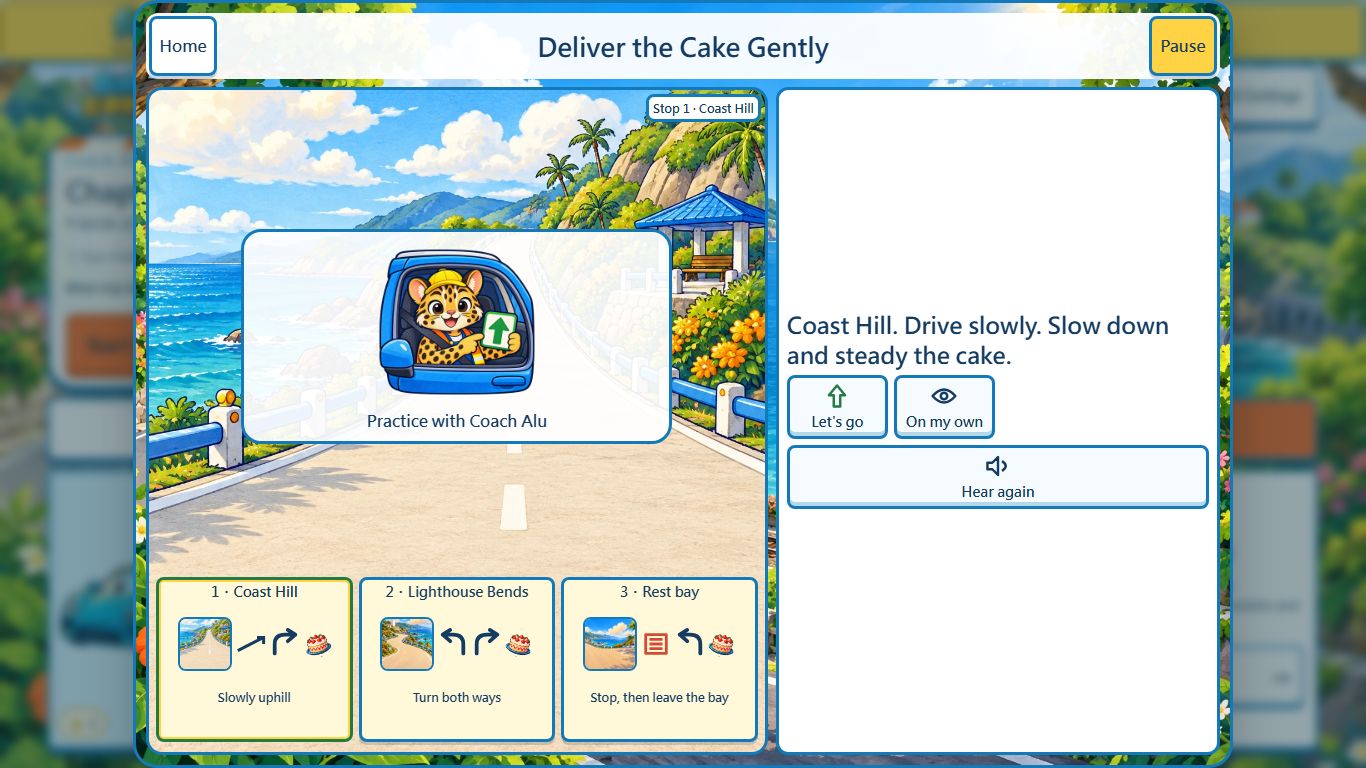 Home
Deliver the Cake Gently
Pause
Stop 1 · Coast Hill
Practice with Coach Alu
1 · Coast Hill
Slowly uphill
2 · Lighthouse Bends
Turn both ways
3 · Rest bay
Stop, then leave the bay
Coast Hill. Drive slowly. Slow down
and steady the cake.
Let's go
On my own
Hear again